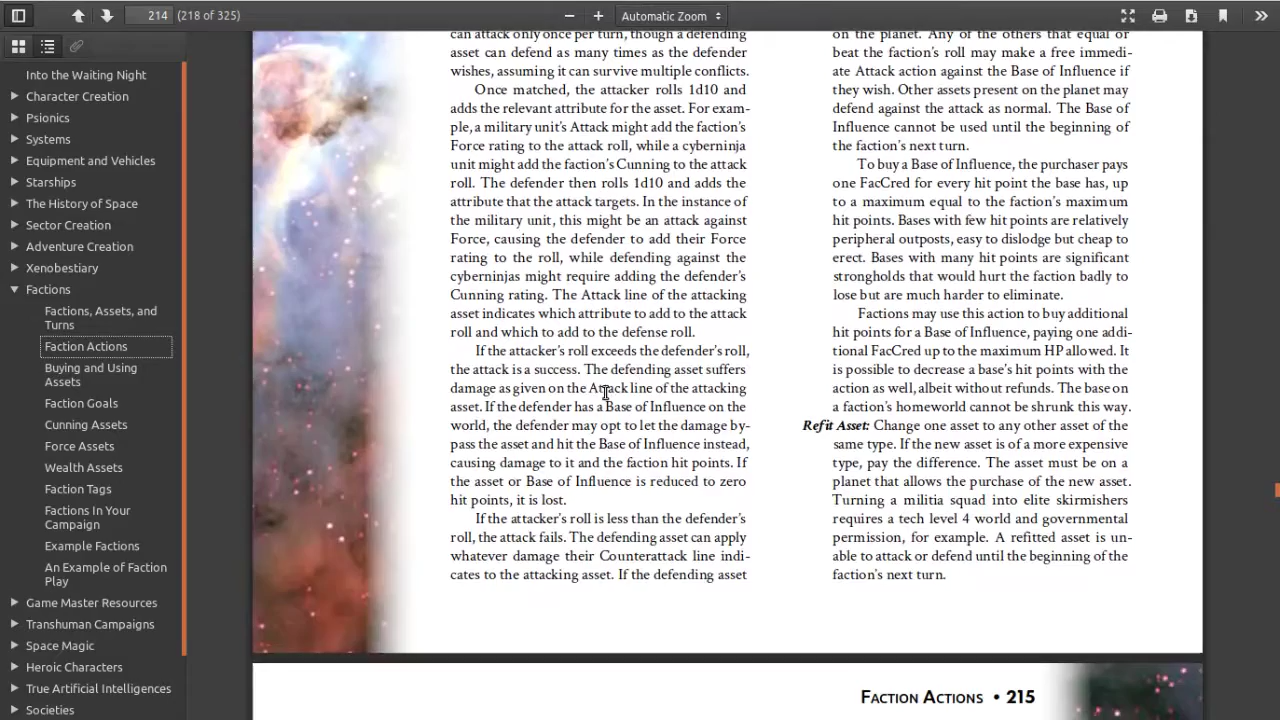 214
(218 of 325)
Automatic Zoom
Into the Waiting Night
Character Creation
Psionics
Systems
Equipment and Vehicles
Starships
The History of Space
Sector Creation
Adventure Creation
Xenobestiary
Factions
Factions, Assets, and
Turns
Faction Actions
Buying and Using
Assets
Faction Goals
Cunning Assets
Force Assets
Wealth Assets
Faction Tags
Factions In Your
Campaign
Example Factions
An Example of Faction
Play
Game Master Resources
Transhuman Campaigns
Space Magic
Heroic Characters
True Artificial Intelligences
Societies
can attack only once per turn, though a defending
asset can defend as many times as the defender
wishes, assuming it can survive multiple conflicts.
Once matched, the attacker rolls 1d10 and
adds the relevant attribute for the asset. For exam-
ple, a military unit's Attack might add the faction's
Force rating to the attack roll, while a cyberninja
unit might add the faction's Cunning to the attack
roll. The defender then rolls 1d10 and adds the
attribute that the attack targets. In the instance of
the military unit, this might be an attack against
Force, causing the defender to add their Force
rating to the roll, while defending against the
cyberninjas might require adding the defender's
Cunning rating. The Attack line of the attacking
asset indicates which attribute to add to the attack
roll and which to add to the defense roll.
If the attacker's roll exceeds the defender's roll,
the attack is a success. The defending asset suffers
damage as given on the Attack line of the attacking
asset. If the defender has a Base of Influence on the
world, the defender may opt to let the damage by-
pass the asset and hit the Base of Influence instead,
causing damage to it and the faction hit points. If
the asset or Base of Influence is reduced to zero
hit points, it is lost.
If the attacker's roll is less than the defender's
roll, the attack fails. The defending asset can apply
whatever damage their Counterattack line indi-
cates to the attacking asset. If the defending asset
on the planet. Any of the others that equal or
beat the faction's roll may make a free immedi-
ate Attack action against the Base of Influence if
they wish. Other assets present on the planet may
defend against the attack as normal. The Base of
Influence cannot be used until the beginning of
the faction's next turn.
To buy a Base of Influence, the purchaser pays
one FacCred for every hit point the base has, up
to a maximum equal to the faction's maximum
hit points. Bases with few hit points are relatively
peripheral outposts, easy to dislodge but cheap to
erect. Bases with many hit points are significant
strongholds that would hurt the faction badly to
lose but are much harder to eliminate.
Factions may use this action to buy additional
hit points for a Base of Influence, paying one addi-
tional FacCred up to the maximum HP allowed. It
is possible to decrease a base's hit points with the
action as well, albeit without refunds. The base on
a faction's homeworld cannot be shrunk this way.
Refit Asset: Change one asset to any other asset of the
same type. If the new asset is of a more expensive
type, pay the difference. The asset must be on a
planet that allows the purchase of the new asset.
Turning a militia squad into elite skirmishers
requires a tech level 4 world and governmental
permission, for example. A refitted asset is un-
able to attack or defend until the beginning of the
faction's next turn.
Faction Actions • 215